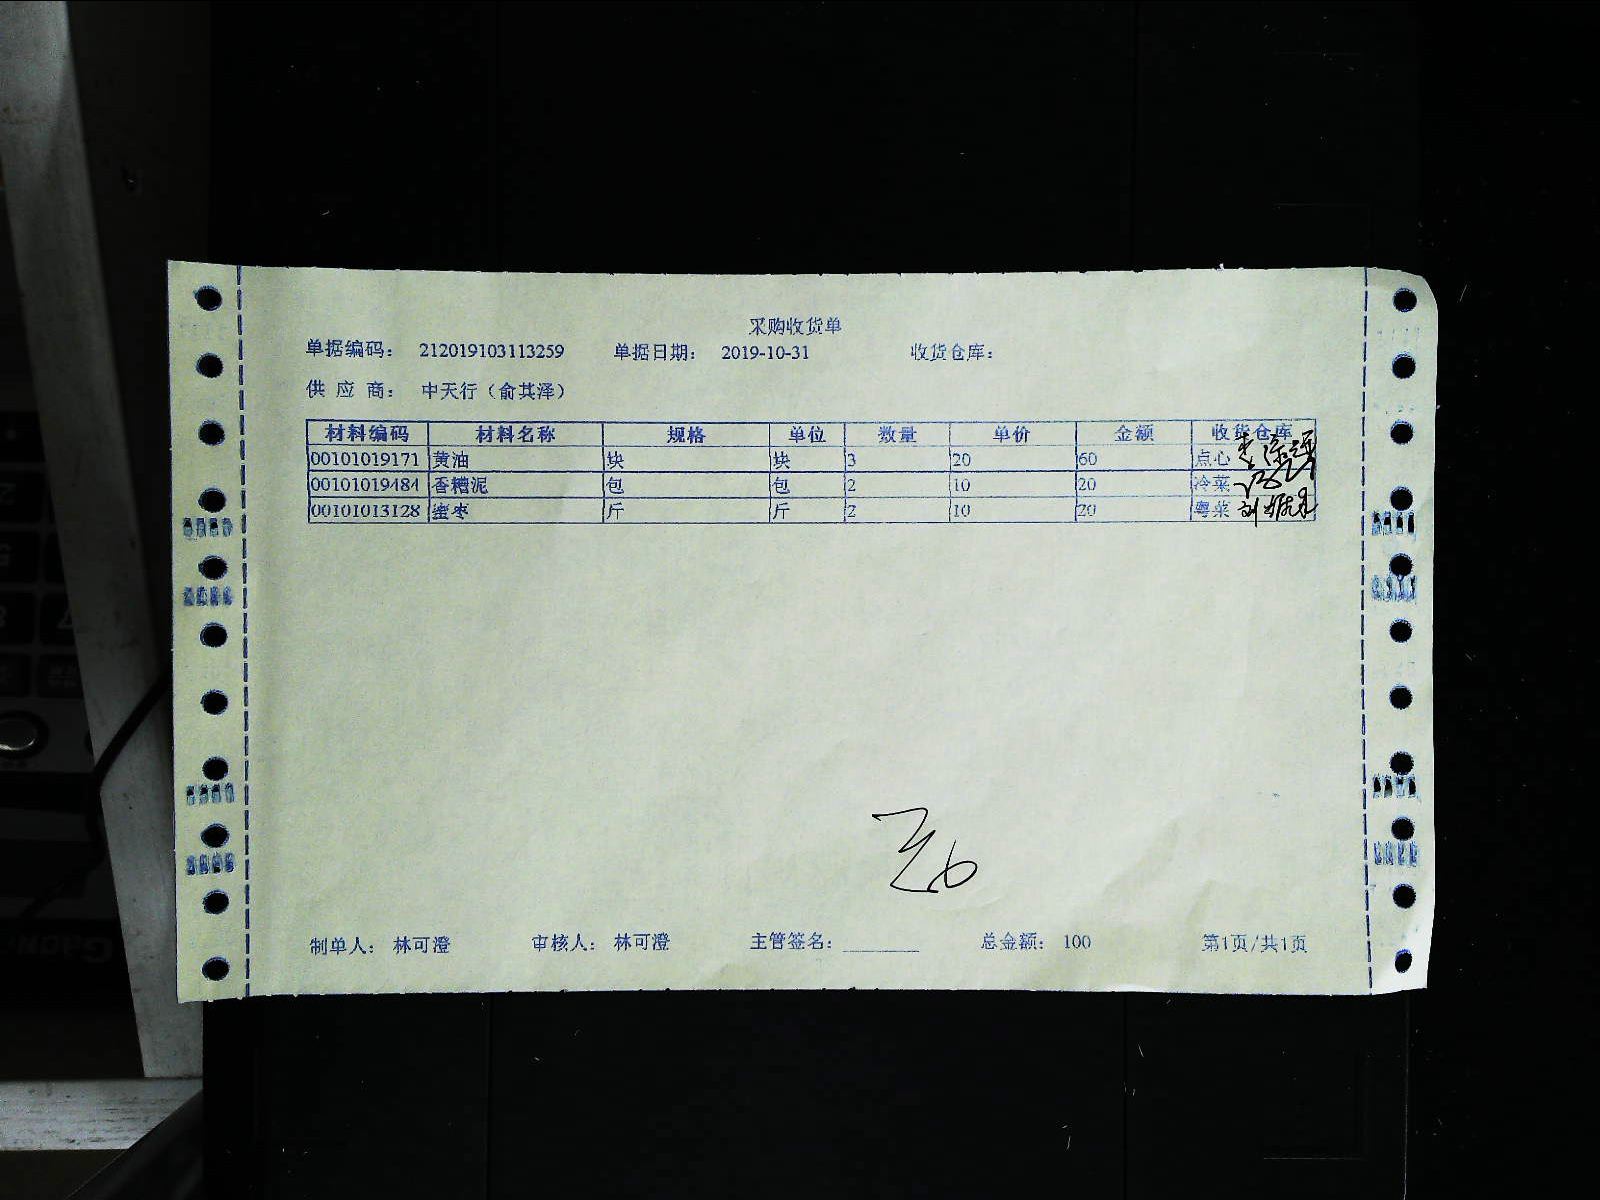 采购收货单
单据编码： 212019103113259 单据日期： 2019-10-31 收货仓库：
供 应 商： 中天行（俞其泽）
材料编码 材料名称 规格 单位 数量 单价 金额 收货仓库
00101019171 黄油 块 块 3 20 60 点心
00101019484 香糟泥 包 包 2 10 20 冷菜
00101013128 蜜枣 斤 斤 2 10 20 粤菜
制单人： 林可澄 审核人： 林可澄 主管签名： 总金额： 100 第1页/共1页